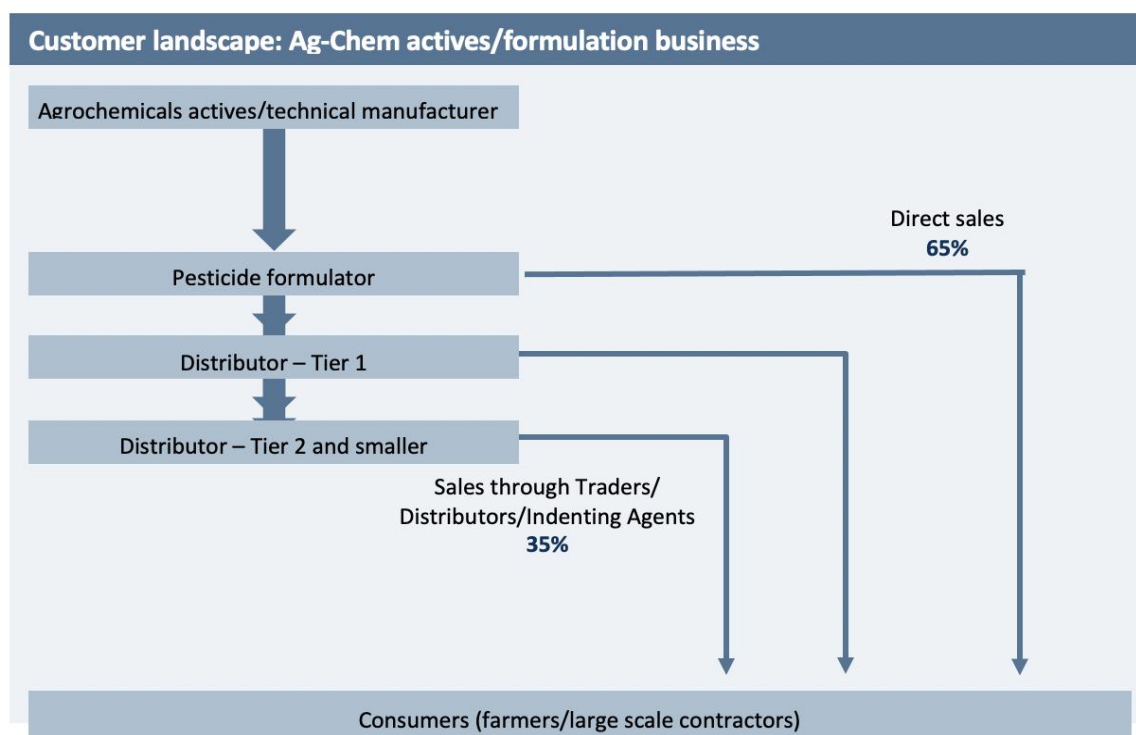 Customer landscape: Ag-Chem actives/formulation business
Agrochemicals actives/technical manufacturer
Direct sales
65%
Pesticide formulator
Distributor – Tier 1
Distributor – Tier 2 and smaller
Sales through Traders/
Distributors/Indenting Agents
35%
Consumers (farmers/large scale contractors)